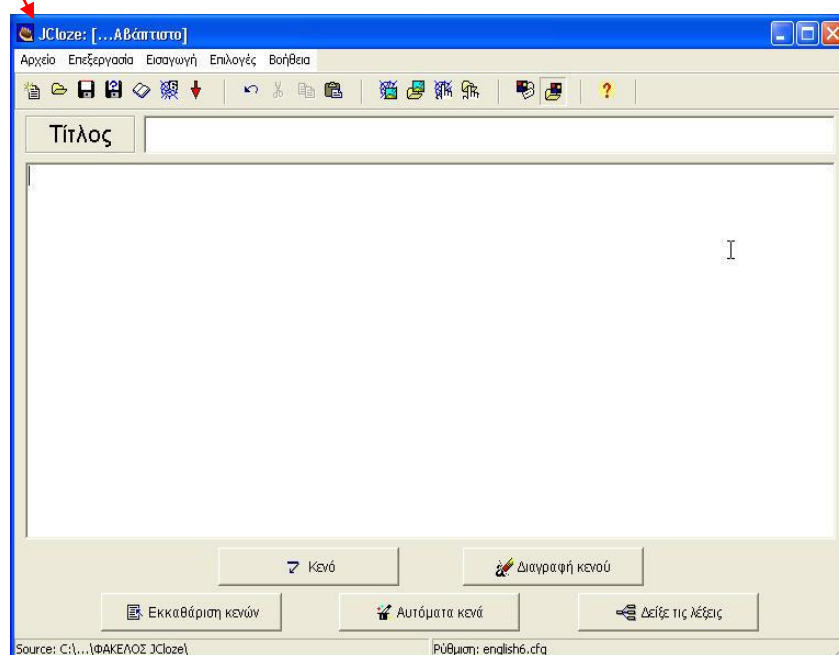 JCloze: [...Αβάπτιστο]
Αρχείο Επεξεργασία Εισαγωγή Επιλογές Βοήθεια
Τίτλος
Κενό Διαγραφή κενού
Εκκαθάριση κενών Αυτόματα κενά Δείξε τις λέξεις
Source: C:\...\ΦΑΚΕΛΟΣ JCloze\ Ρύθμιση: english6.cfg